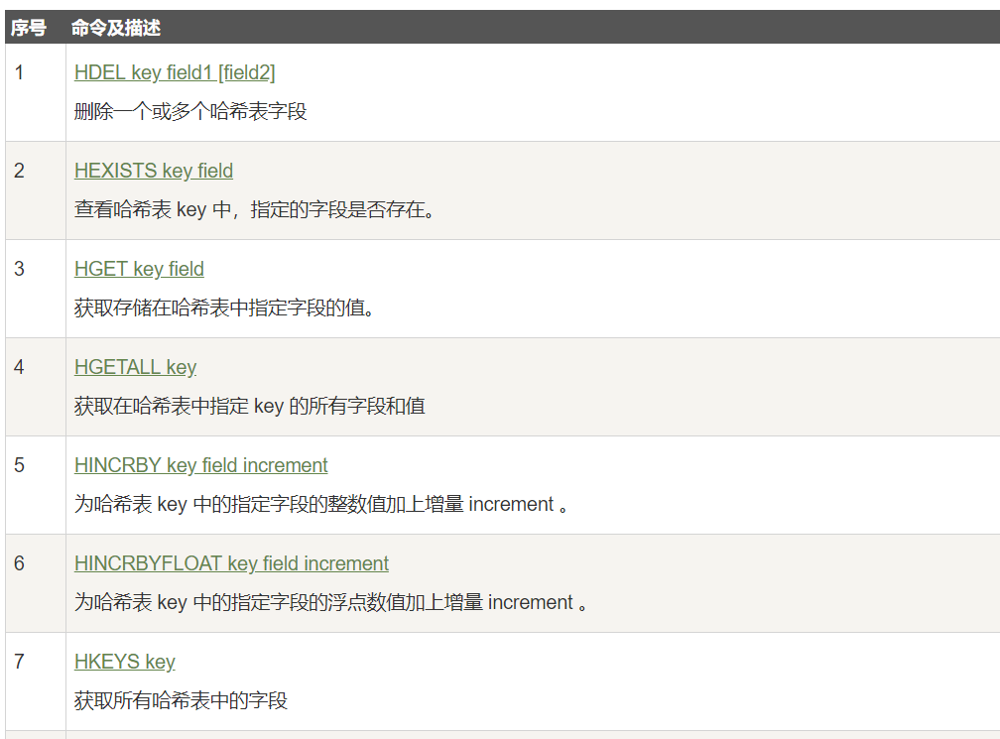 序号 命令及描述
1 HDEL key field1 [field2]
删除一个或多个哈希表字段
2 HEXISTS key field
查看哈希表 key 中，指定的字段是否存在。
3 HGET key field
获取存储在哈希表中指定字段的值。
4 HGETALL key
获取在哈希表中指定 key 的所有字段和值
5 HINCRBY key field increment
为哈希表 key 中的指定字段的整数值加上增量 increment 。
6 HINCRBYFLOAT key field increment
为哈希表 key 中的指定字段的浮点数值加上增量 increment 。
7 HKEYS key
获取所有哈希表中的字段